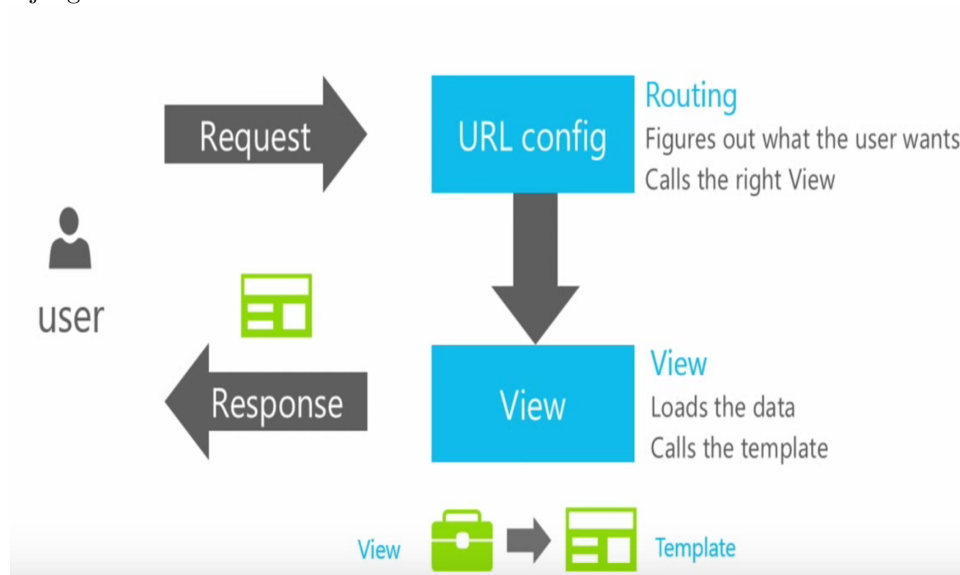 Request
URL config
Routing
Figures out what the user wants
Calls the right View
user
Response
View
View
Loads the data
Calls the template
View
Template